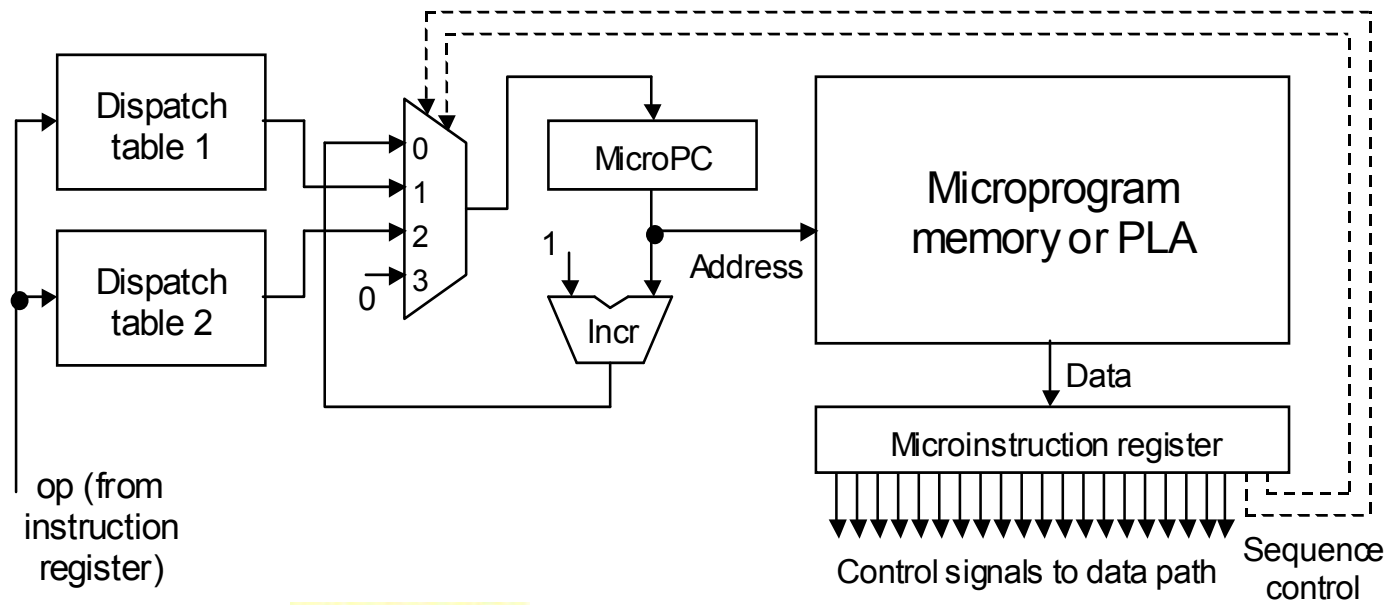 Dispatch
table 1
Dispatch
table 2
0
1
2
3
0
MicroPC
1
Address
Incr
Microprogram
memory or PLA
Data
Microinstruction register
op (from
instruction
register)
Control signals to data path
Sequence
control